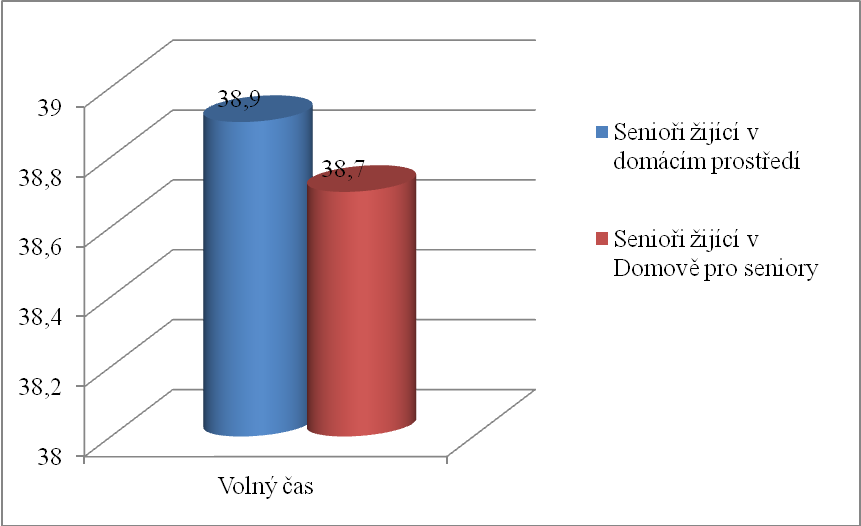 39
38,8
38,6
38,4
38,2
38
38,9
38,7
Volný čas
Senioři žijící v
domácím prostředí
Senioři žijící v
Domově pro seniory